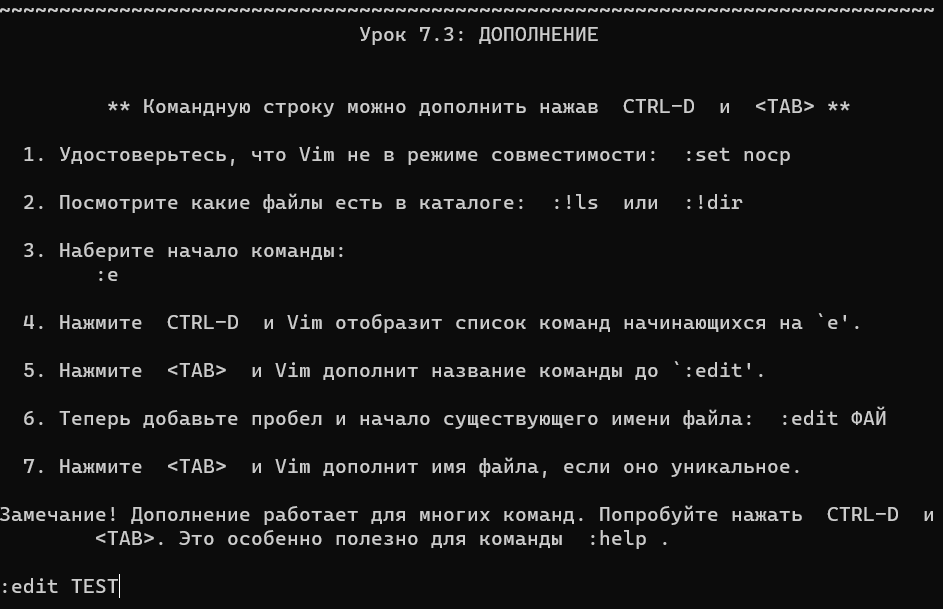 ~~~~~~~~~~~~~~~~~~~~~~~~~~~~~~~~~~~~~~~~~~~~~~~~~~~~~~~~~~~~~~~~~~~~~~~~~~~~~~
Урок 7.3: ДОПОЛНЕНИЕ
** Командную строку можно дополнить нажав  CTRL-D  и  <TAB> **
1. Удостоверьтесь, что Vim не в режиме совместимости:  :set nocp
2. Посмотрите какие файлы есть в каталоге:  :!ls  или  :!dir
3. Наберите начало команды:
:e
4. Нажмите  CTRL-D  и Vim отобразит список команд начинающихся на `e'.
5. Нажмите  <TAB>  и Vim дополнит название команды до `:edit'.
6. Теперь добавьте пробел и начало существующего имени файла:  :edit ФАЙ
7. Нажмите  <TAB>  и Vim дополнит имя файла, если оно уникальное.
Замечание! Дополнение работает для многих команд. Попробуйте нажать  CTRL-D  и
<TAB>. Это особенно полезно для команды  :help .
:edit TEST